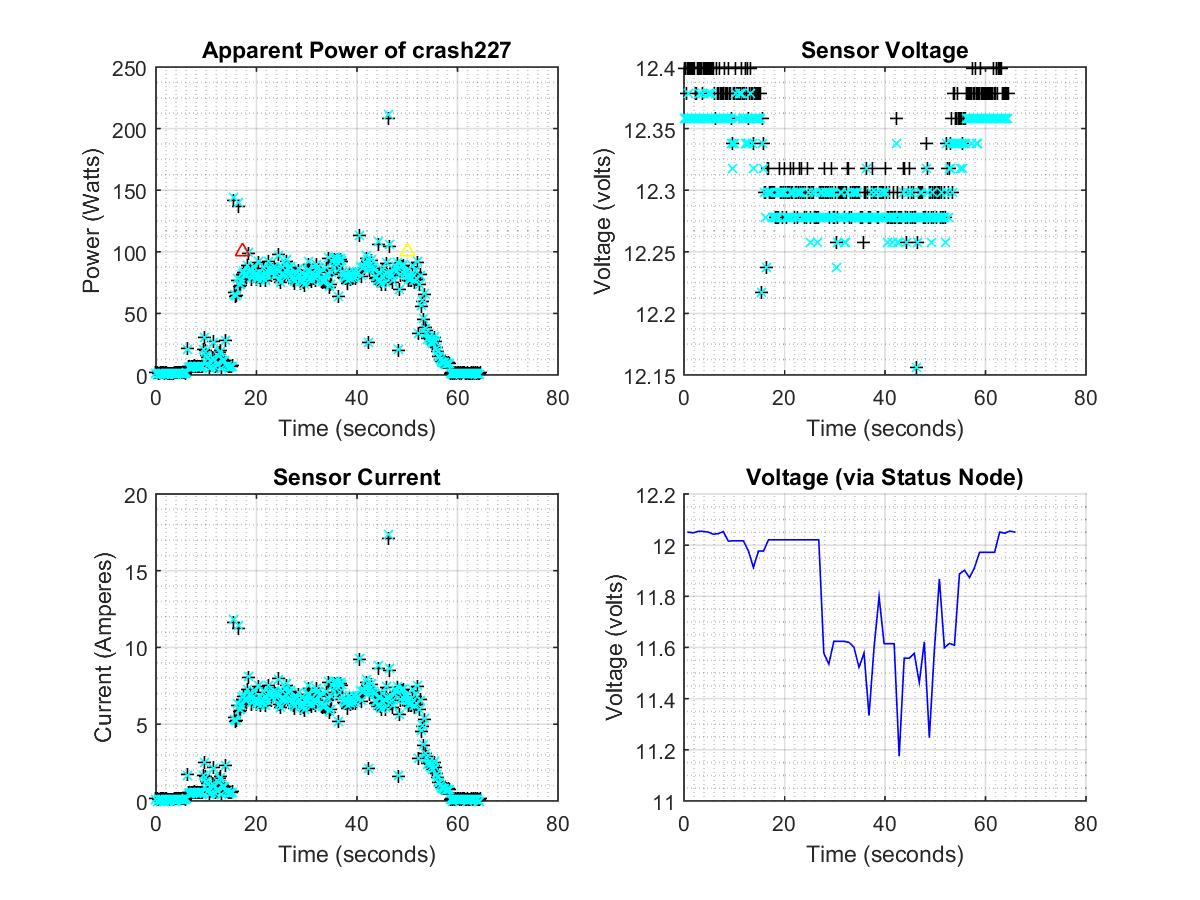 Apparent Power of crash227
250
200
150
100
50
0
Power (Watts)
0 20 40 60 80
Time (seconds)
Sensor Voltage
12.4
12.35
12.3
12.25
12.2
12.15
Voltage (volts)
0 20 40 60 80
Time (seconds)
Sensor Current
20
15
10
5
0
Current (Amperes)
0 20 40 60 80
Time (seconds)
Voltage (via Status Node)
12.2
12
11.8
11.6
11.4
11.2
11
Voltage (volts)
0 20 40 60 80
Time (seconds)